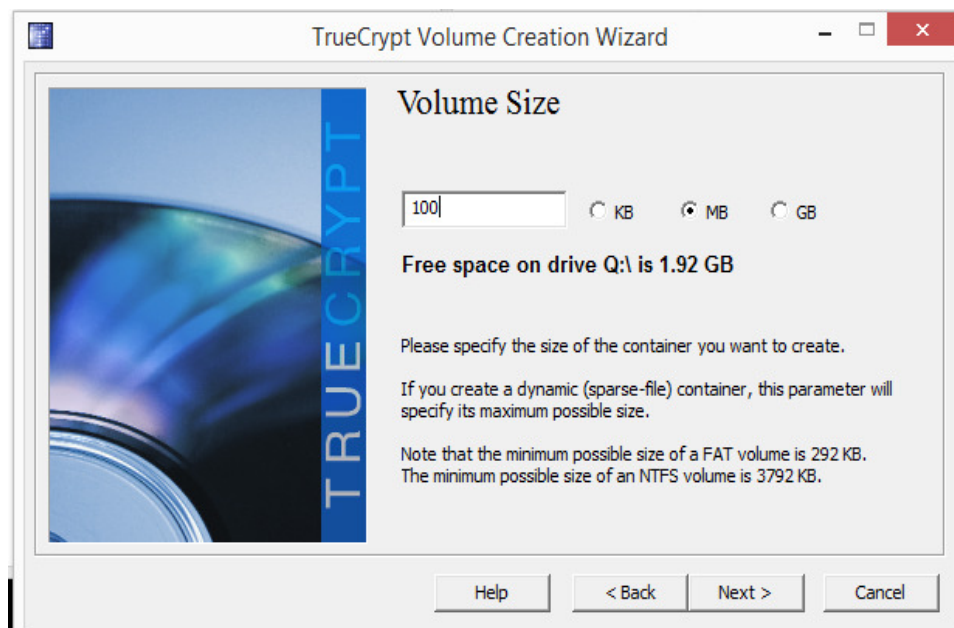 TrueCrypt Volume Creation Wizard
TRUECRYPT
Volume Size
100
KB MB GB
Free space on drive Q:\ is 1.92 GB
Please specify the size of the container you want to create.
If you create a dynamic (sparse-file) container, this parameter will
specify its maximum possible size.
Note that the minimum possible size of a FAT volume is 292 KB.
The minimum possible size of an NTFS volume is 3792 KB.
Help < Back Next > Cancel